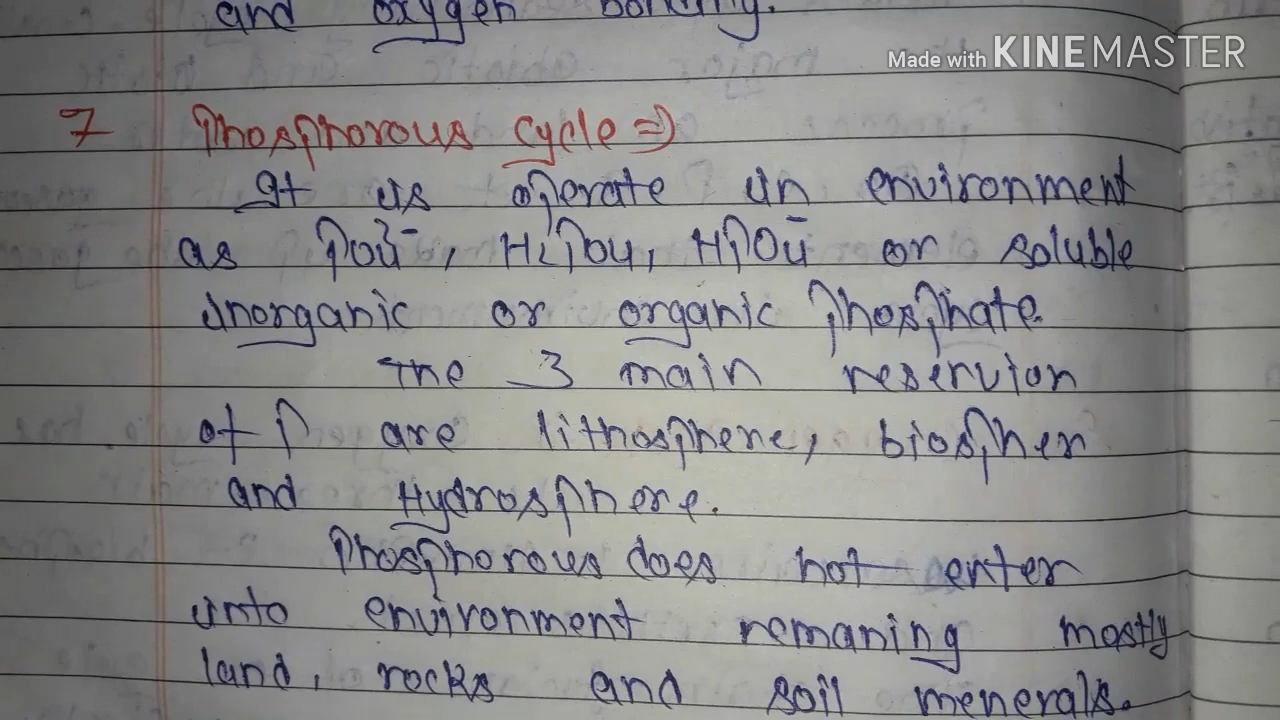 and oxygen bonding.
Made with KINEMASTER
7 Phosphorous cycle ⇒
It is operate in environment
as PO4³⁻, H2PO4, HPO4⁻ or soluble
inorganic or organic Phosphate.
The 3 main reservior
of P are lithosphere, biospher
and Hydrosphere.
Phosphorous does not enter
into environment remaning mostly
land, rocks and soil menerals.